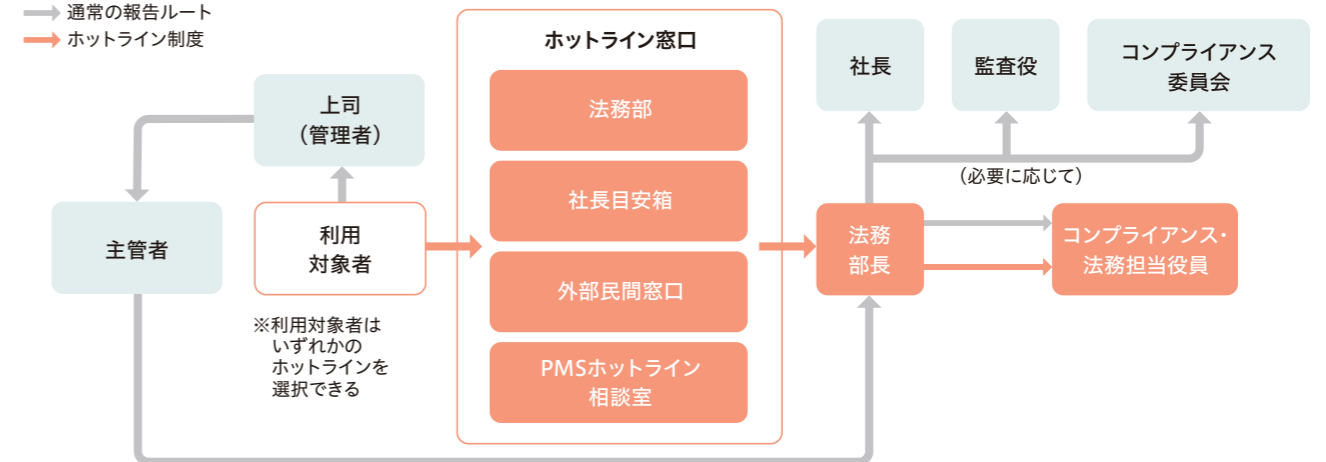 通常の報告ルート
ホットライン制度
上司
（管理者）
主管者
利用
対象者
※利用対象者は
いずれかの
ホットラインを
選択できる
ホットライン窓口
法務部
社長目安箱
外部民間窓口
PMSホットライン
相談室
社長
監査役
コンプライアンス
委員会
（必要に応じて）
法務
部長
コンプライアンス・
法務担当役員